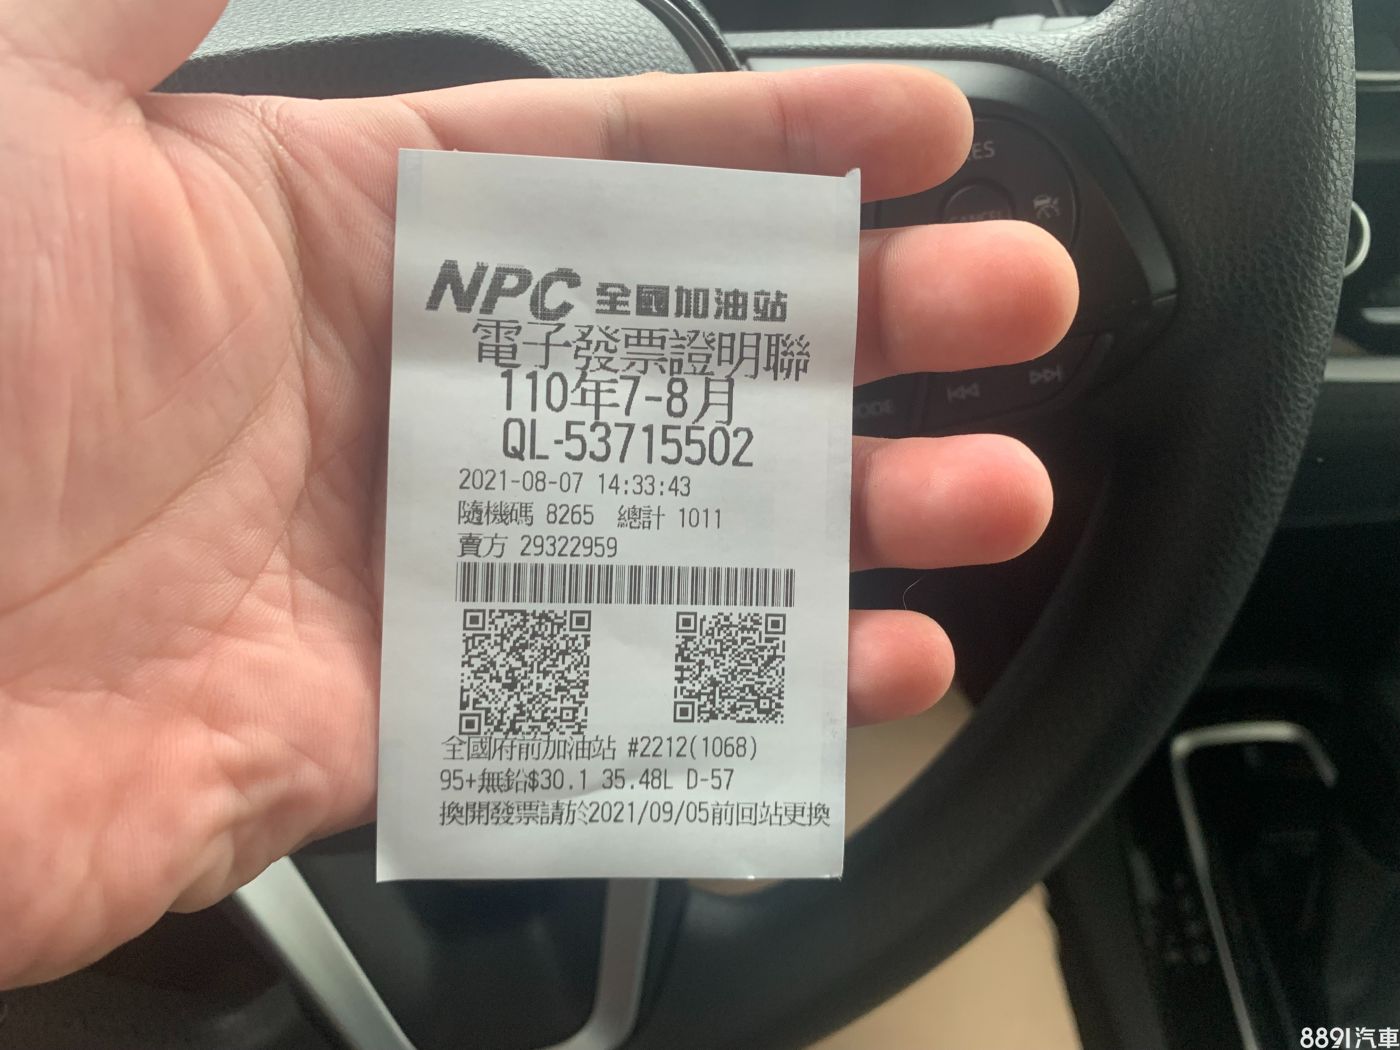 NPC 全國加油站
電子發票證明聯
110年7-8月
QL-53715502
2021-08-07 14:33:43
隨機碼 8265 總計 1011
賣方 29322959
全國府前加油站 #2212(1068)
95+無鉛$30.1 35.48L D-57
換開發票請於2021/09/05前回站更換
CANCEL
8891汽車